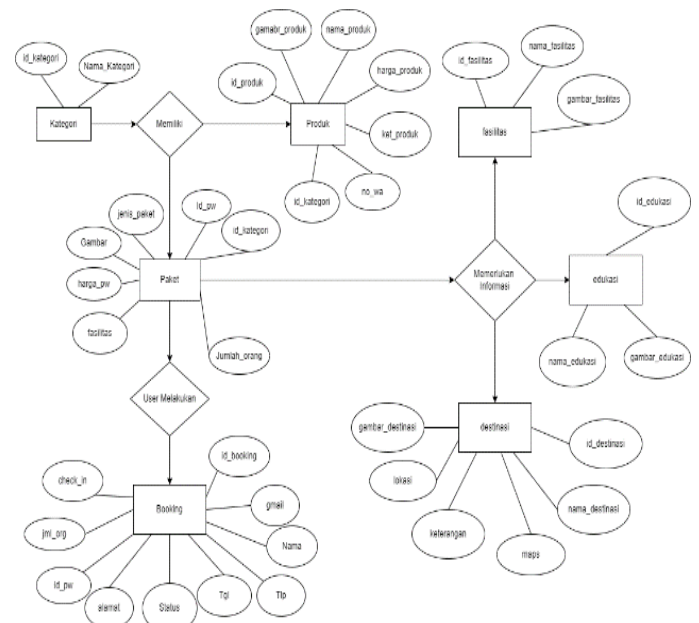 gamabr_produk
nama_produk
id_kategori
Nama_Kategori
id_produk
harga_produk
Kategori
Memiliki
Produk
ket_produk
id_kategori
no_wa
id_fasilitas
nama_fasilitas
gambar_fasilitas
fasilitas
jenis_paket
Id_pw
id_kategori
Gambar
harga_pw
Paket
fasilitas
Jumlah_orang
Memerlukan
Informasi
id_edukasi
edukasi
nama_edukasi
gambar_edukasi
User Melakukan
gambar_destinasi
destinasi
id_destinasi
lokasi
nama_destinasi
keterangan
maps
id_booking
check_in
gmail
Booking
jml_org
Nama
id_pw
alamat
Status
Tgl
Tlp